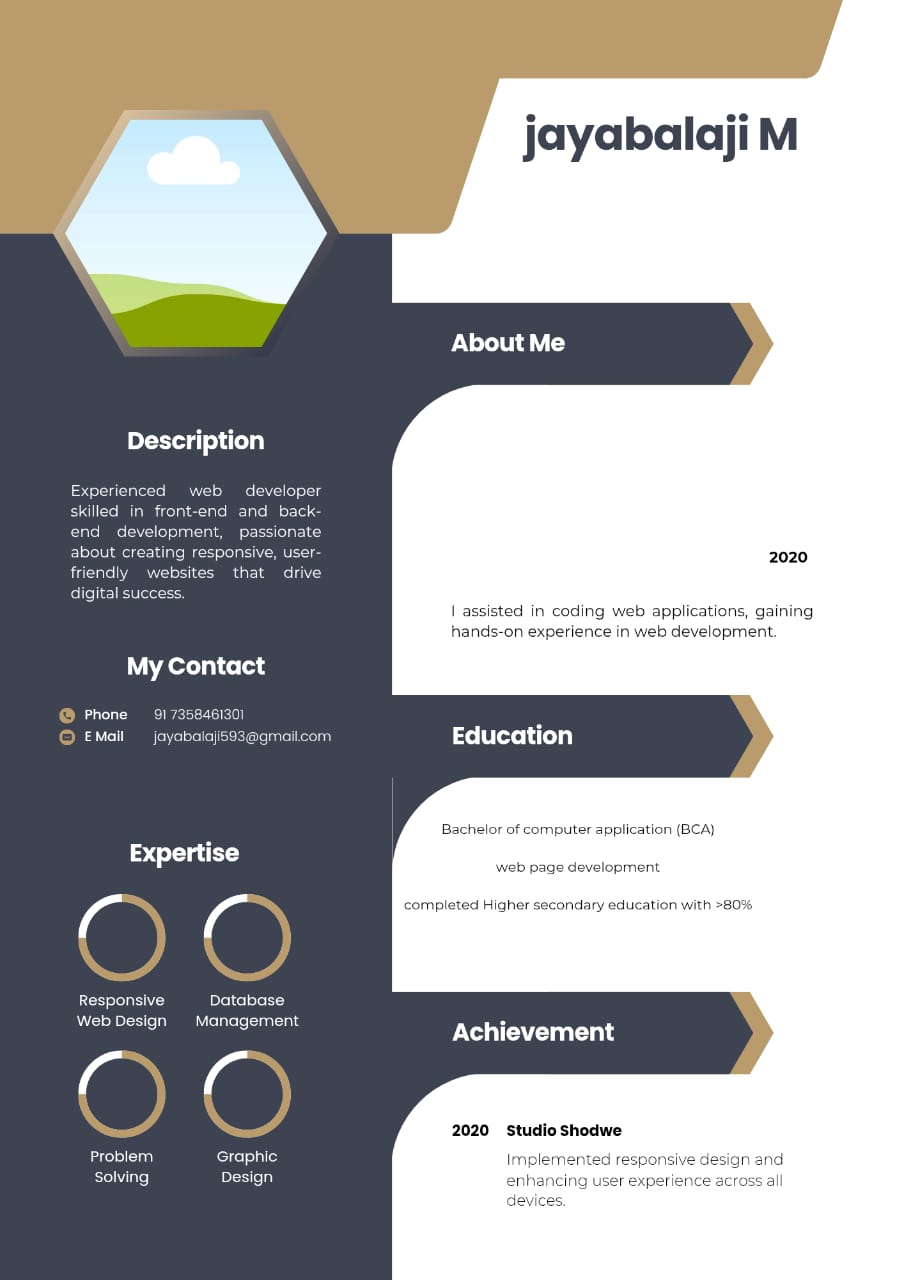 jayabalaji M
Description
Experienced web developer
skilled in front-end and back-
end development, passionate
about creating responsive, user-
friendly websites that drive
digital success.
My Contact
Phone 91 7358461301
E Mail jayabalaji593@gmail.com
Expertise
Responsive
Web Design
Database
Management
Problem
Solving
Graphic
Design
About Me
2020
I assisted in coding web applications, gaining
hands-on experience in web development.
Education
Bachelor of computer application (BCA)
web page development
completed Higher secondary education with >80%
Achievement
2020 Studio Shodwe
Implemented responsive design and
enhancing user experience across all
devices.